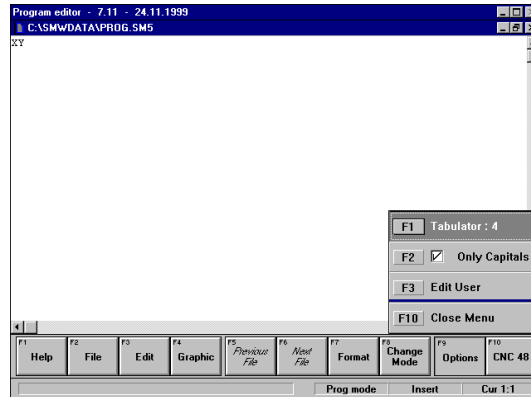 Program editor - 7.11 - 24.11.1999
C:\SMWDATA\PROG.SM5
XY
F1 Tabulator : 4
F2 Only Capitals
F3 Edit User
F10 Close Menu
F1 Help F2 File F3 Edit F4 Graphic F5 Previous File F6 Next File F7 Format F8 Change Mode F9 Options F10 CNC 48
Prog mode Insert Cur 1:1